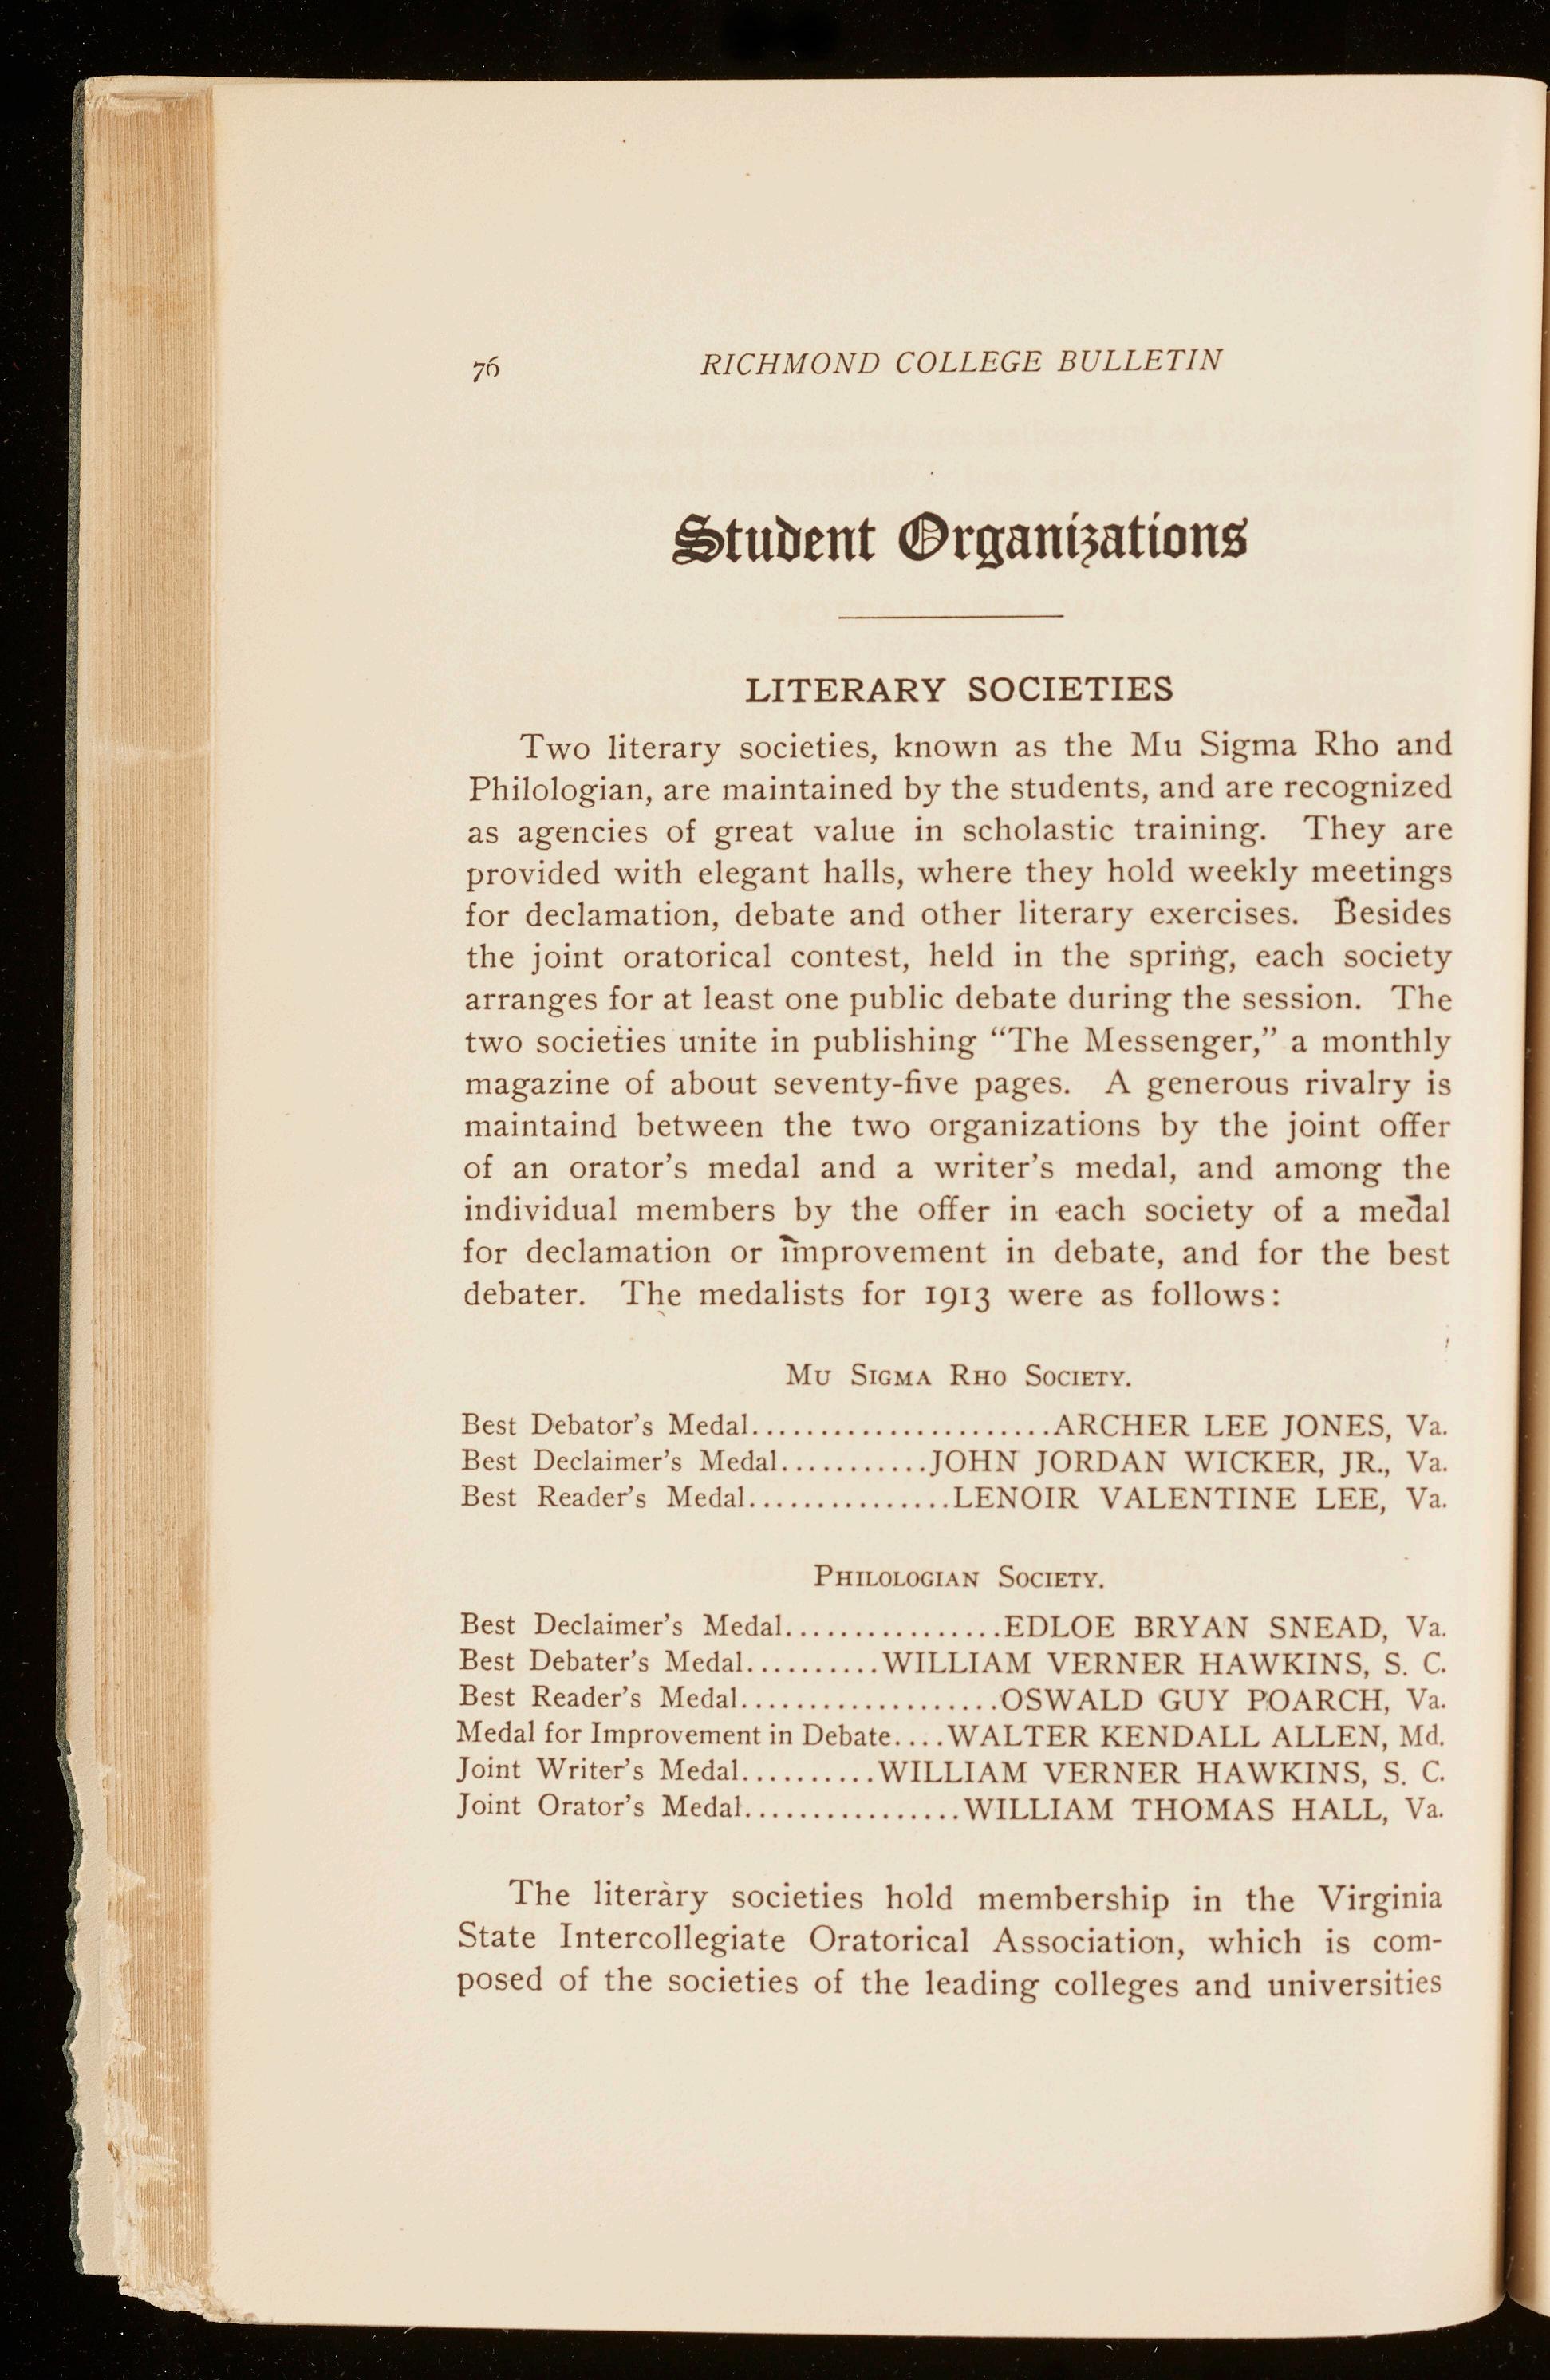 76 RICHMOND COLLEGE BULLETIN
Student Organizations
LITERARY SOCIETIES
Two literary societies, known as the Mu Sigma Rho and
Philologian, are maintained by the students, and are recognized
as agencies of great value in scholastic training. They are
provided with elegant halls, where they hold weekly meetings
for declamation, debate and other literary exercises. Besides
the joint oratorical contest, held in the spring, each society
arranges for at least one public debate during the session. The
two societies unite in publishing “The Messenger,” a monthly
magazine of about seventy-five pages. A generous rivalry is
maintaind between the two organizations by the joint offer
of an orator’s medal and a writer’s medal, and among the
individual members by the offer in each society of a medal
for declamation or improvement in debate, and for the best
debater. The medalists for 1913 were as follows:
MU SIGMA RHO SOCIETY.
Best Debator’s Medal......................ARCHER LEE JONES, Va.
Best Declaimer’s Medal...........JOHN JORDAN WICKER, JR., Va.
Best Reader’s Medal...............LENOIR VALENTINE LEE, Va.
PHILOLOGIAN SOCIETY.
Best Declaimer’s Medal................EDLOE BRYAN SNEAD, Va.
Best Debater’s Medal..........WILLIAM VERNER HAWKINS, S. C.
Best Reader’s Medal...................OSWALD GUY POARCH, Va.
Medal for Improvement in Debate....WALTER KENDALL ALLEN, Md.
Joint Writer’s Medal..........WILLIAM VERNER HAWKINS, S. C.
Joint Orator’s Medal................WILLIAM THOMAS HALL, Va.
The literary societies hold membership in the Virginia
State Intercollegiate Oratorical Association, which is com-
posed of the societies of the leading colleges and universities